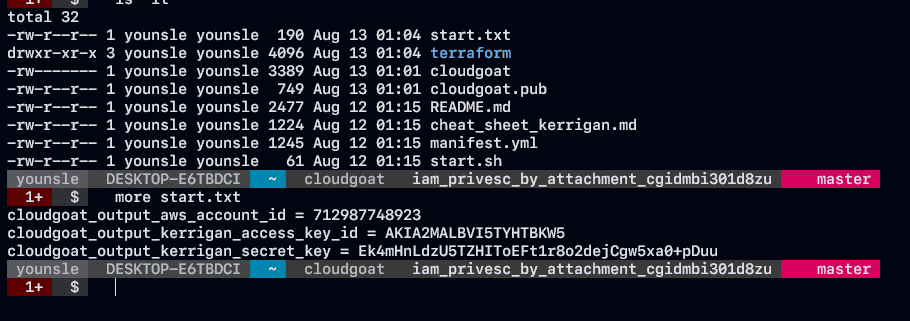 total 32
-rw-r--r-- 1 younsle younsle  190 Aug 13 01:04 start.txt
drwxr-xr-x 3 younsle younsle 4096 Aug 13 01:04 terraform
-rw------- 1 younsle younsle 3389 Aug 13 01:01 cloudgoat
-rw-r--r-- 1 younsle younsle  749 Aug 13 01:01 cloudgoat.pub
-rw-r--r-- 1 younsle younsle 2477 Aug 12 01:15 README.md
-rw-r--r-- 1 younsle younsle 1224 Aug 12 01:15 cheat_sheet_kerrigan.md
-rw-r--r-- 1 younsle younsle 1245 Aug 12 01:15 manifest.yml
-rw-r--r-- 1 younsle younsle   61 Aug 12 01:15 start.sh
younsle DESKTOP-E6TBDCI ~ cloudgoat iam_privesc_by_attachment_cgidmbi301d8zu master
1+ $ more start.txt
cloudgoat_output_aws_account_id = 712987748923
cloudgoat_output_kerrigan_access_key_id = AKIA2MALBVI5TYHTBKW5
cloudgoat_output_kerrigan_secret_key = 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
younsle DESKTOP-E6TBDCI ~ cloudgoat iam_privesc_by_attachment_cgidmbi301d8zu master
1+ $